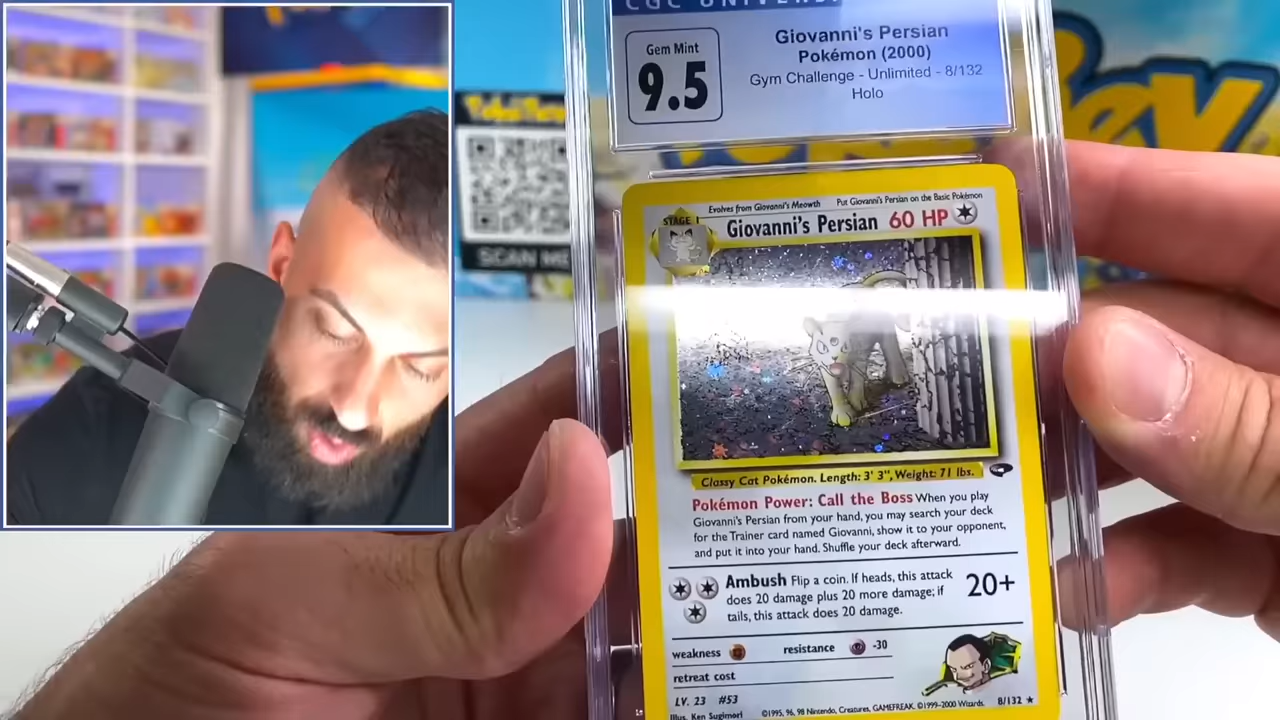 CGC UNIVERSAL
Gem Mint
9.5
Giovanni's Persian
Pokémon (2000)
Gym Challenge - Unlimited - 8/132
Holo
SCAN ME
Evolves from Giovanni's Meowth
Put Giovanni's Persian on the Basic Pokémon
STAGE 1
Giovanni's Persian 60 HP
Classy Cat Pokémon. Length: 3' 3", Weight: 71 lbs.
Pokémon Power: Call the Boss When you play
Giovanni's Persian from your hand, you may search your deck
for the Trainer card named Giovanni, show it to your opponent,
and put it into your hand. Shuffle your deck afterward.
Ambush Flip a coin. If heads, this attack
does 20 damage plus 20 more damage; if
tails, this attack does 20 damage.
20+
weakness
resistance
-30
retreat cost
LV. 23 #53
Illus. Ken Sugimori
©1995, 96, 98 Nintendo, Creatures, GAMEFREAK. ©1999-2000 Wizards.
8/132 ★